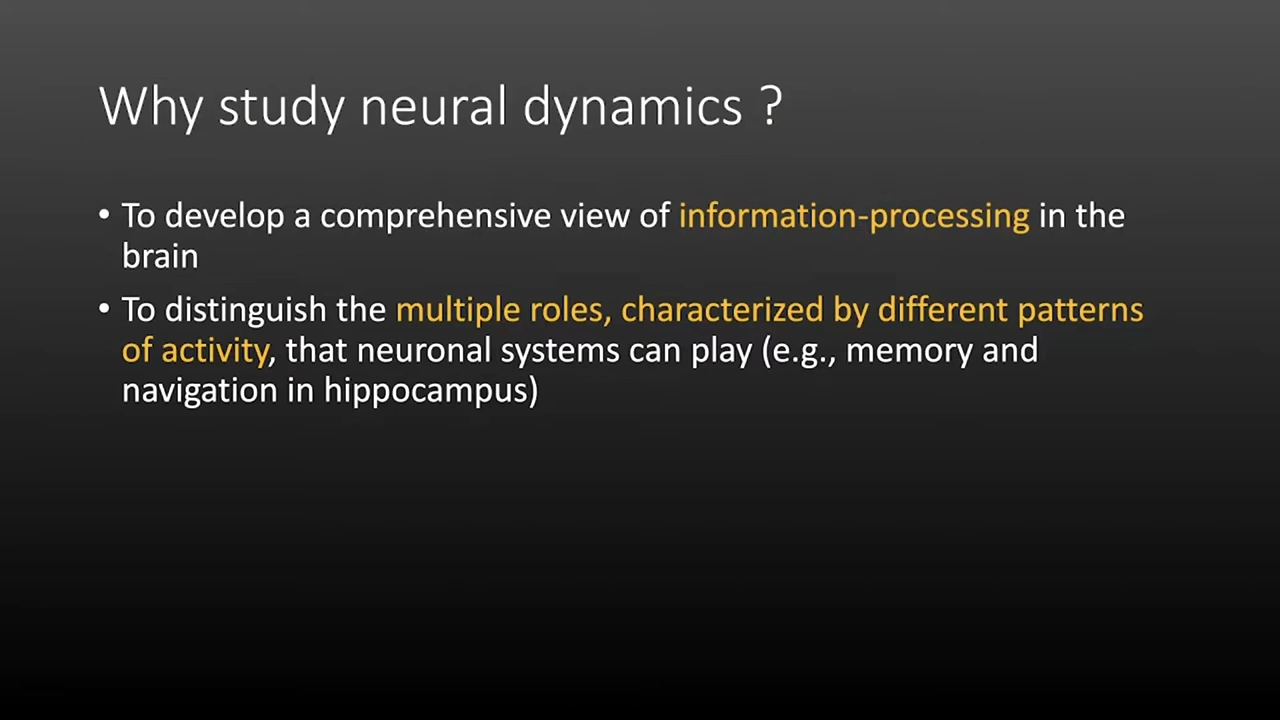 Why study neural dynamics ?
• To develop a comprehensive view of information-processing in the
brain
• To distinguish the multiple roles, characterized by different patterns
of activity, that neuronal systems can play (e.g., memory and
navigation in hippocampus)